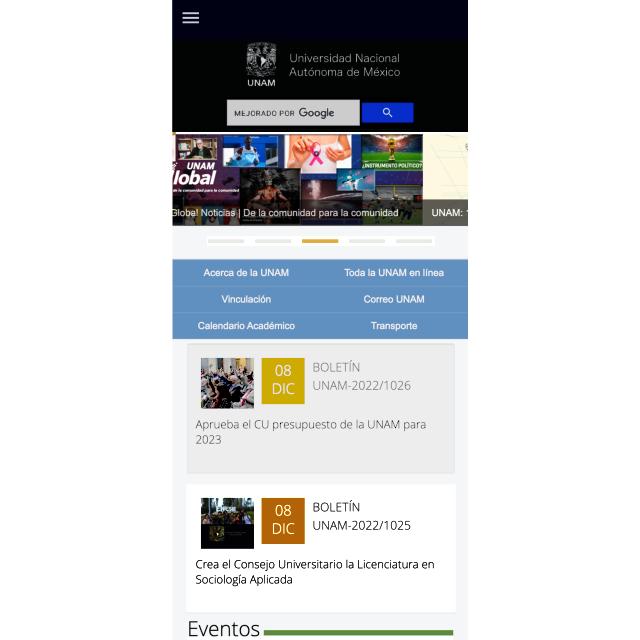 Universidad Nacional
Autónoma de México
UNAM
MEJORADO POR Google
UNAM
Global
de la comunidad para la comunidad
¿INSTRUMENTO POLÍTICO?
Global Noticias | De la comunidad para la comunidad
UNAM:
Acerca de la UNAM
Toda la UNAM en línea
Vinculación
Correo UNAM
Calendario Académico
Transporte
08
DIC
BOLETÍN
UNAM-2022/1026
Aprueba el CU presupuesto de la UNAM para
2023
08
DIC
BOLETÍN
UNAM-2022/1025
Crea el Consejo Universitario la Licenciatura en
Sociología Aplicada
Eventos